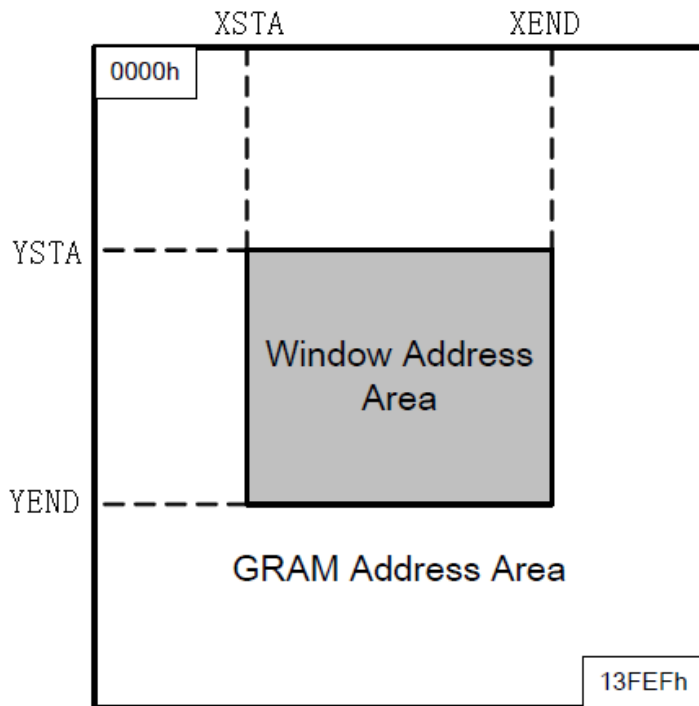 XSTA XEND
0000h
YSTA
Window Address
Area
YEND
GRAM Address Area
13FEFh